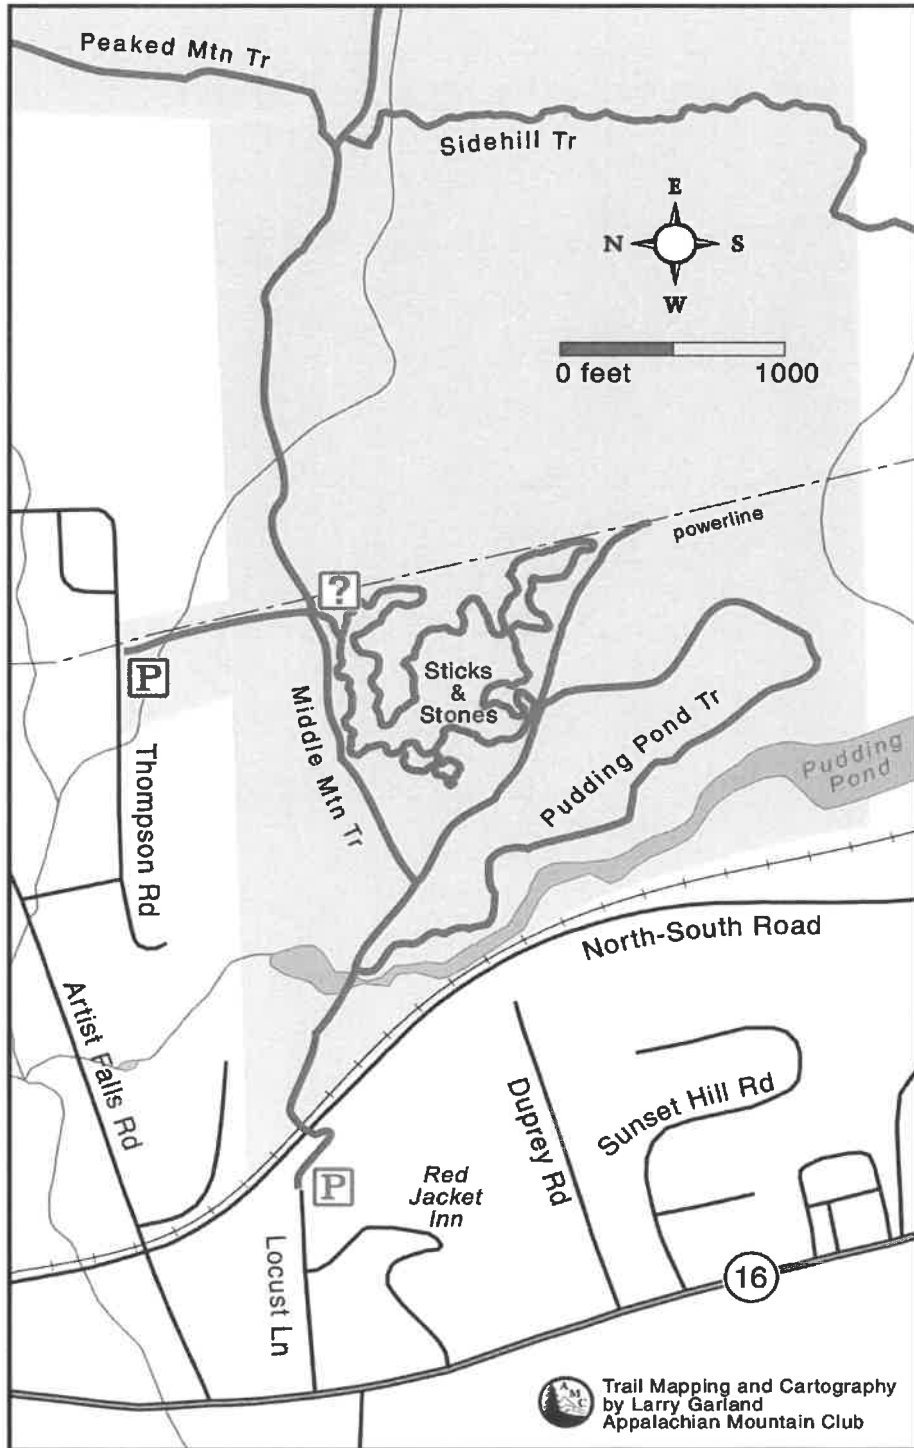 Peaked Mtn Tr
Sidehill Tr
E
N
S
W
0 feet
1000
powerline
?
Sticks
&
Stones
P
Middle Mtn Tr
Pudding Pond Tr
Pudding
Pond
Thompson Rd
North-South Road
Artist Falls Rd
Duprey Rd
Sunset Hill Rd
P
Red
Jacket
Inn
Locust Ln
16
AMC
Trail Mapping and Cartography
by Larry Garland
Appalachian Mountain Club